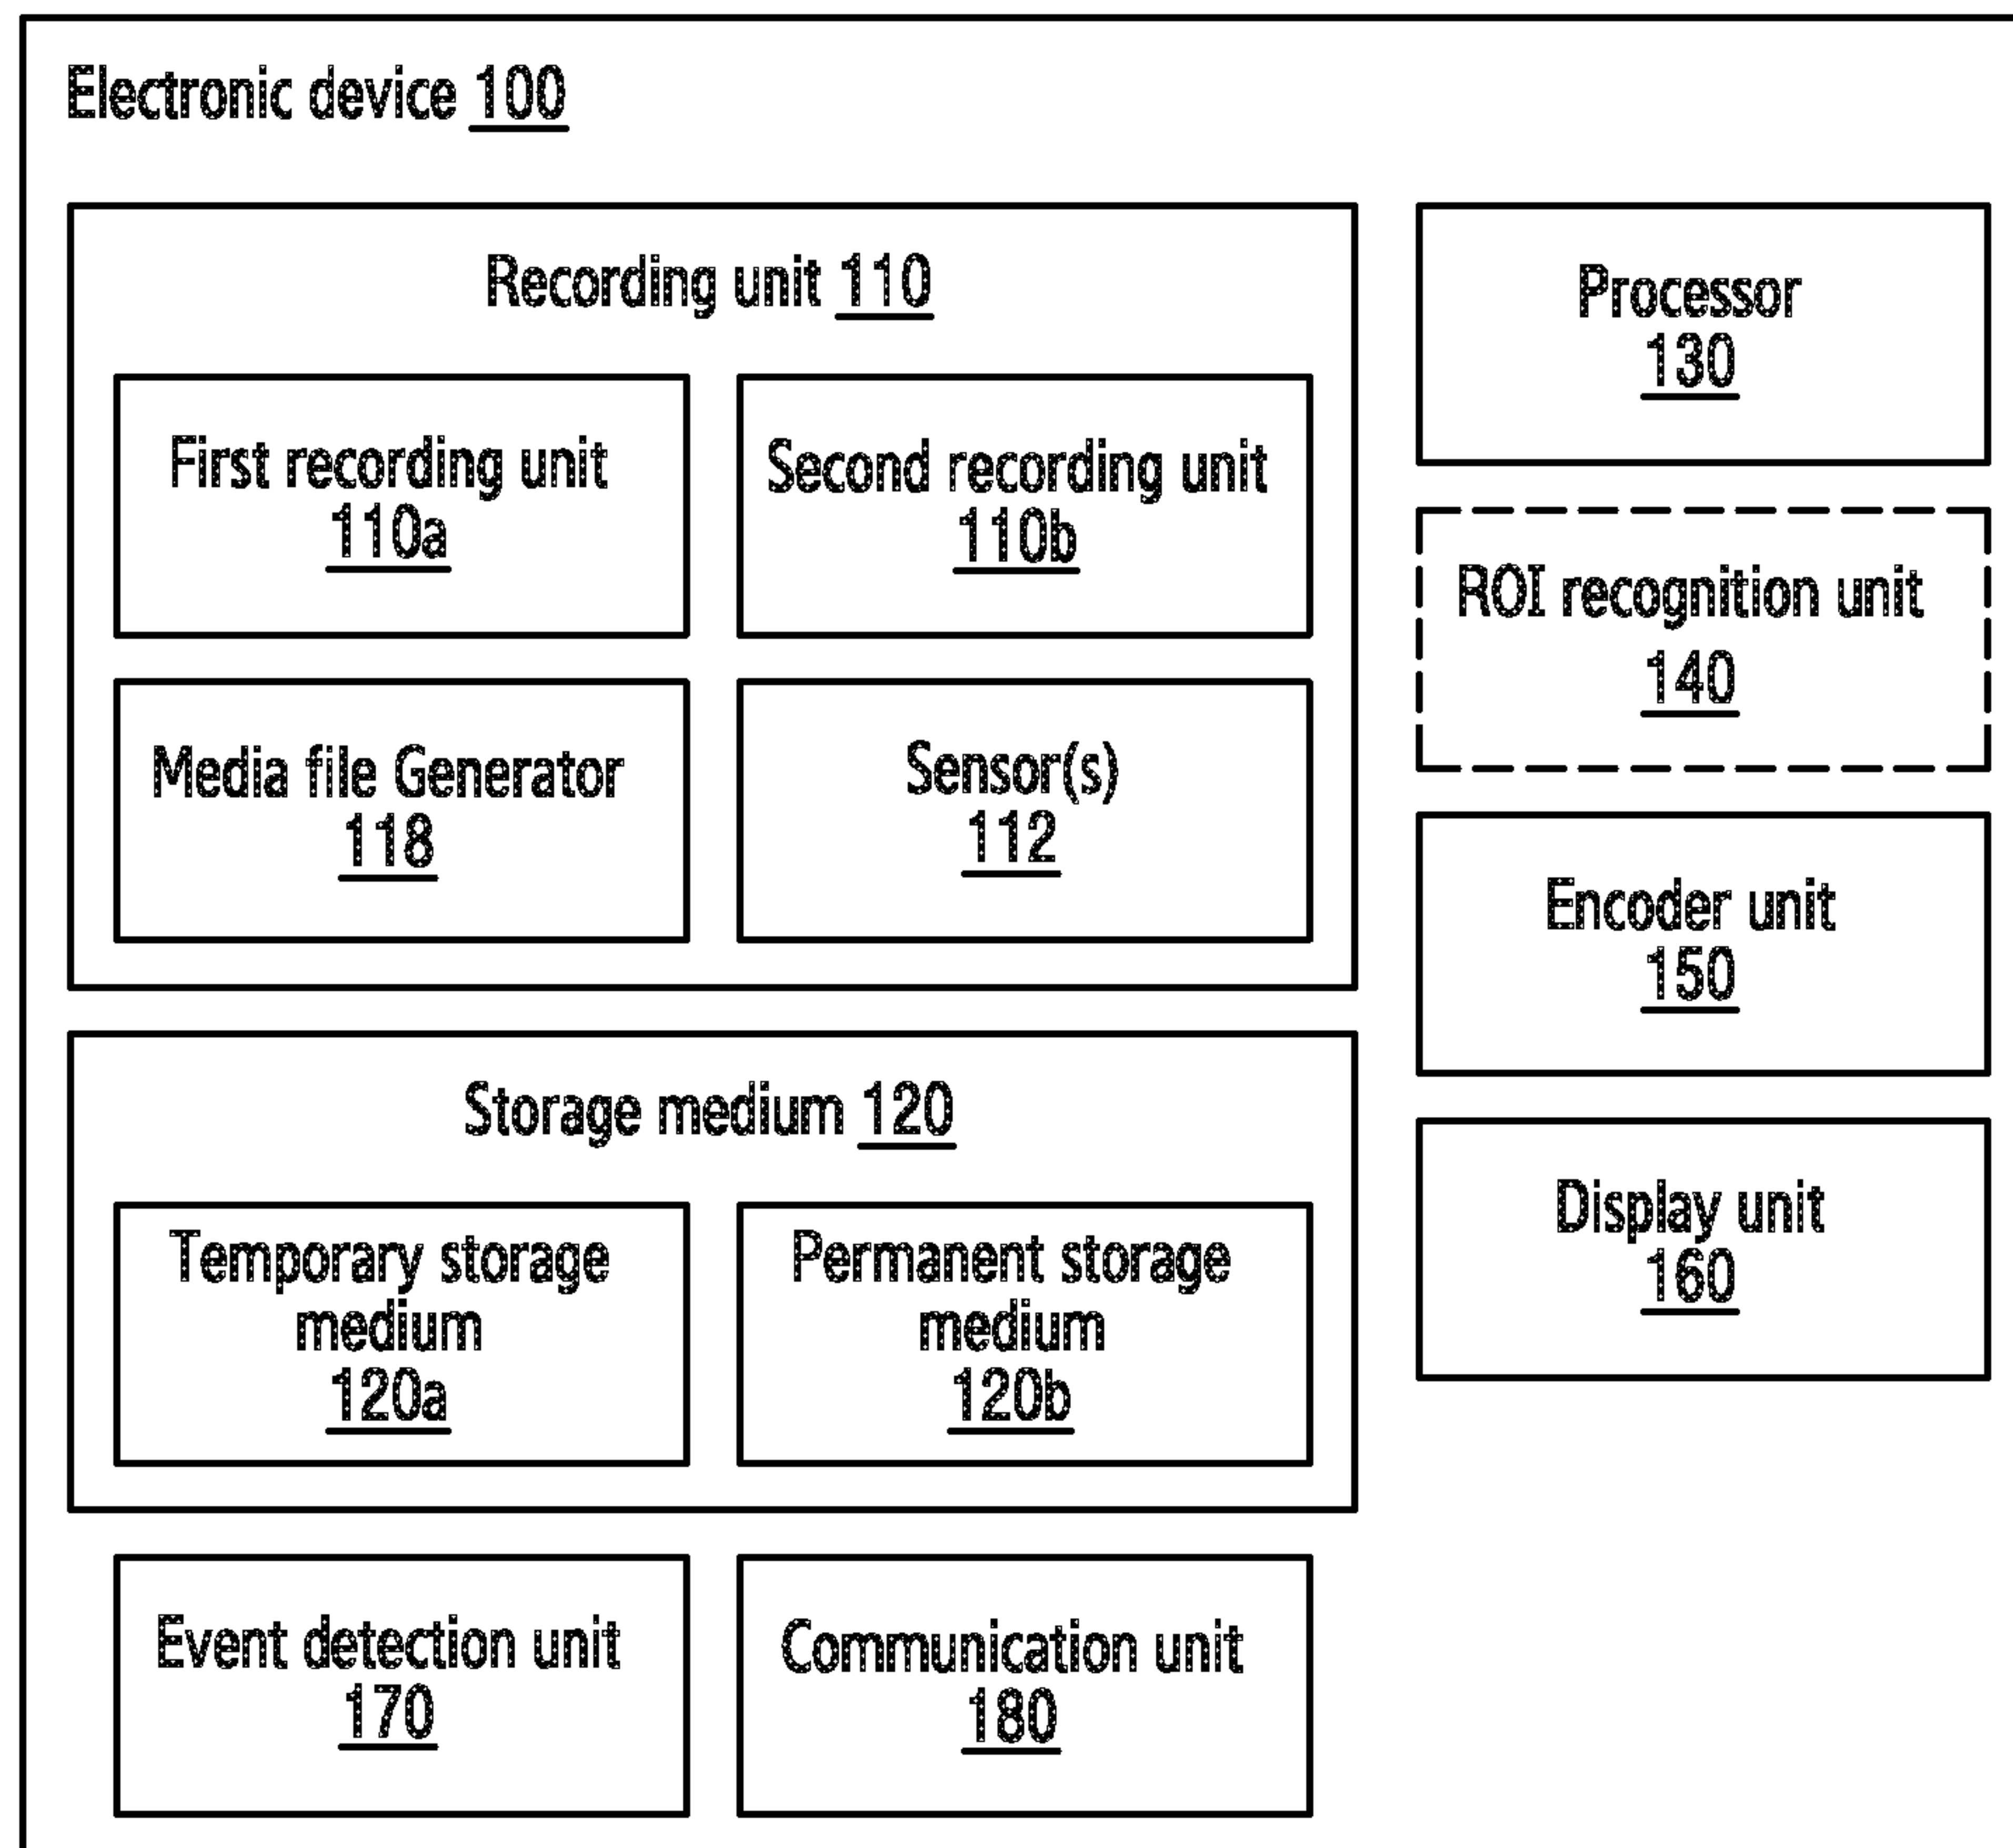 Electronic device 100
Recording unit 110
First recording unit
110a
Second recording unit
110b
Media file Generator
118
Sensor(s)
112
Storage medium 120
Temporary storage
medium
120a
Permanent storage
medium
120b
Event detection unit
170
Communication unit
180
Processor
130
ROI recognition unit
140
Encoder unit
150
Display unit
160